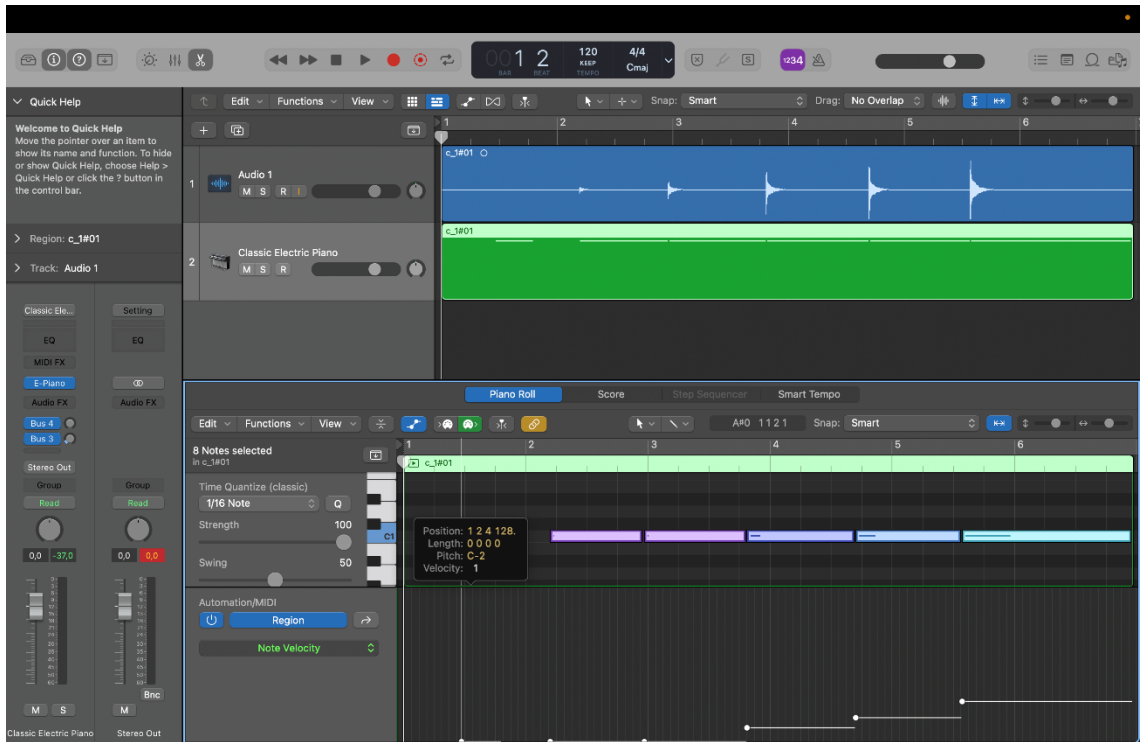 001 2
BAR BEAT
120
KEEP
TEMPO
4/4
Cmaj
S
1234
Quick Help
Edit Functions View
Snap: Smart
Drag: No Overlap
Welcome to Quick Help
Move the pointer over an item to
show its name and function. To hide
or show Quick Help, choose Help >
Quick Help or click the ? button in
the control bar.
1 2 3 4 5 6
1
Audio 1
M S R I
c_1#01
Region: c_1#01
Track: Audio 1
2
Classic Electric Piano
M S R
c_1#01
Classic Ele...
Setting
EQ
EQ
MIDI FX
E-Piano
Audio FX
Audio FX
Bus 4
Bus 3
Stereo Out
Group
Group
Read
Read
0,0 -37,0
0,0 0,0
Bnc
M S
M
Classic Electric Piano
Stereo Out
Piano Roll Score Step Sequencer Smart Tempo
Edit Functions View
A#0 1 1 2 1
Snap: Smart
8 Notes selected
in c_1#01
1 2 3 4 5 6
c_1#01
Time Quantize (classic)
1/16 Note
Q
Strength 100
Swing 50
C1
Position: 1 2 4 128.
Length: 0 0 0 0
Pitch: C-2
Velocity: 1
Automation/MIDI
Region
Note Velocity